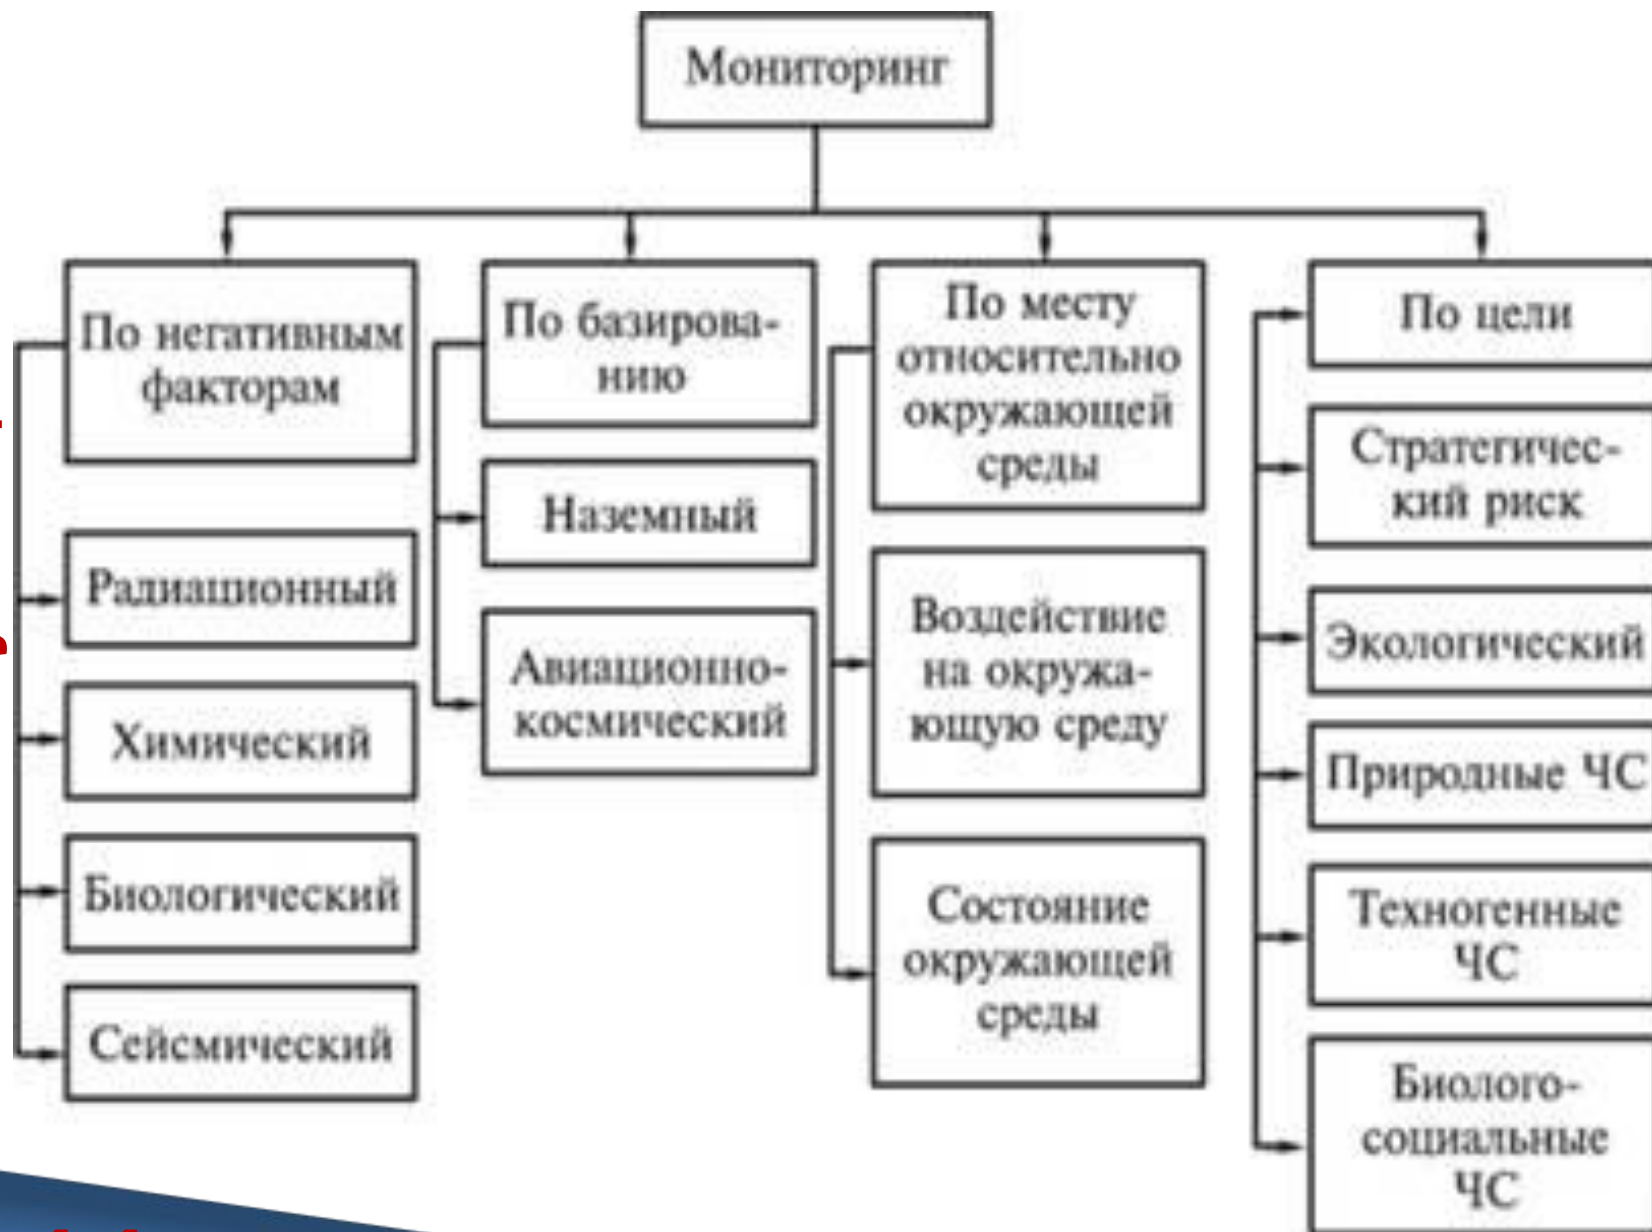 Мониторинг
По негативным
факторам
Радиационный
Химический
Биологический
Сейсмический
По базирова-
нию
Наземный
Авиационно-
космический
По месту
относительно
окружающей
среды
Воздействие
на окружа-
ющую среду
Состояние
окружающей
среды
По цели
Стратегичес-
кий риск
Экологический
Природные ЧС
Техногенные
ЧС
Биолого-
социальные
ЧС